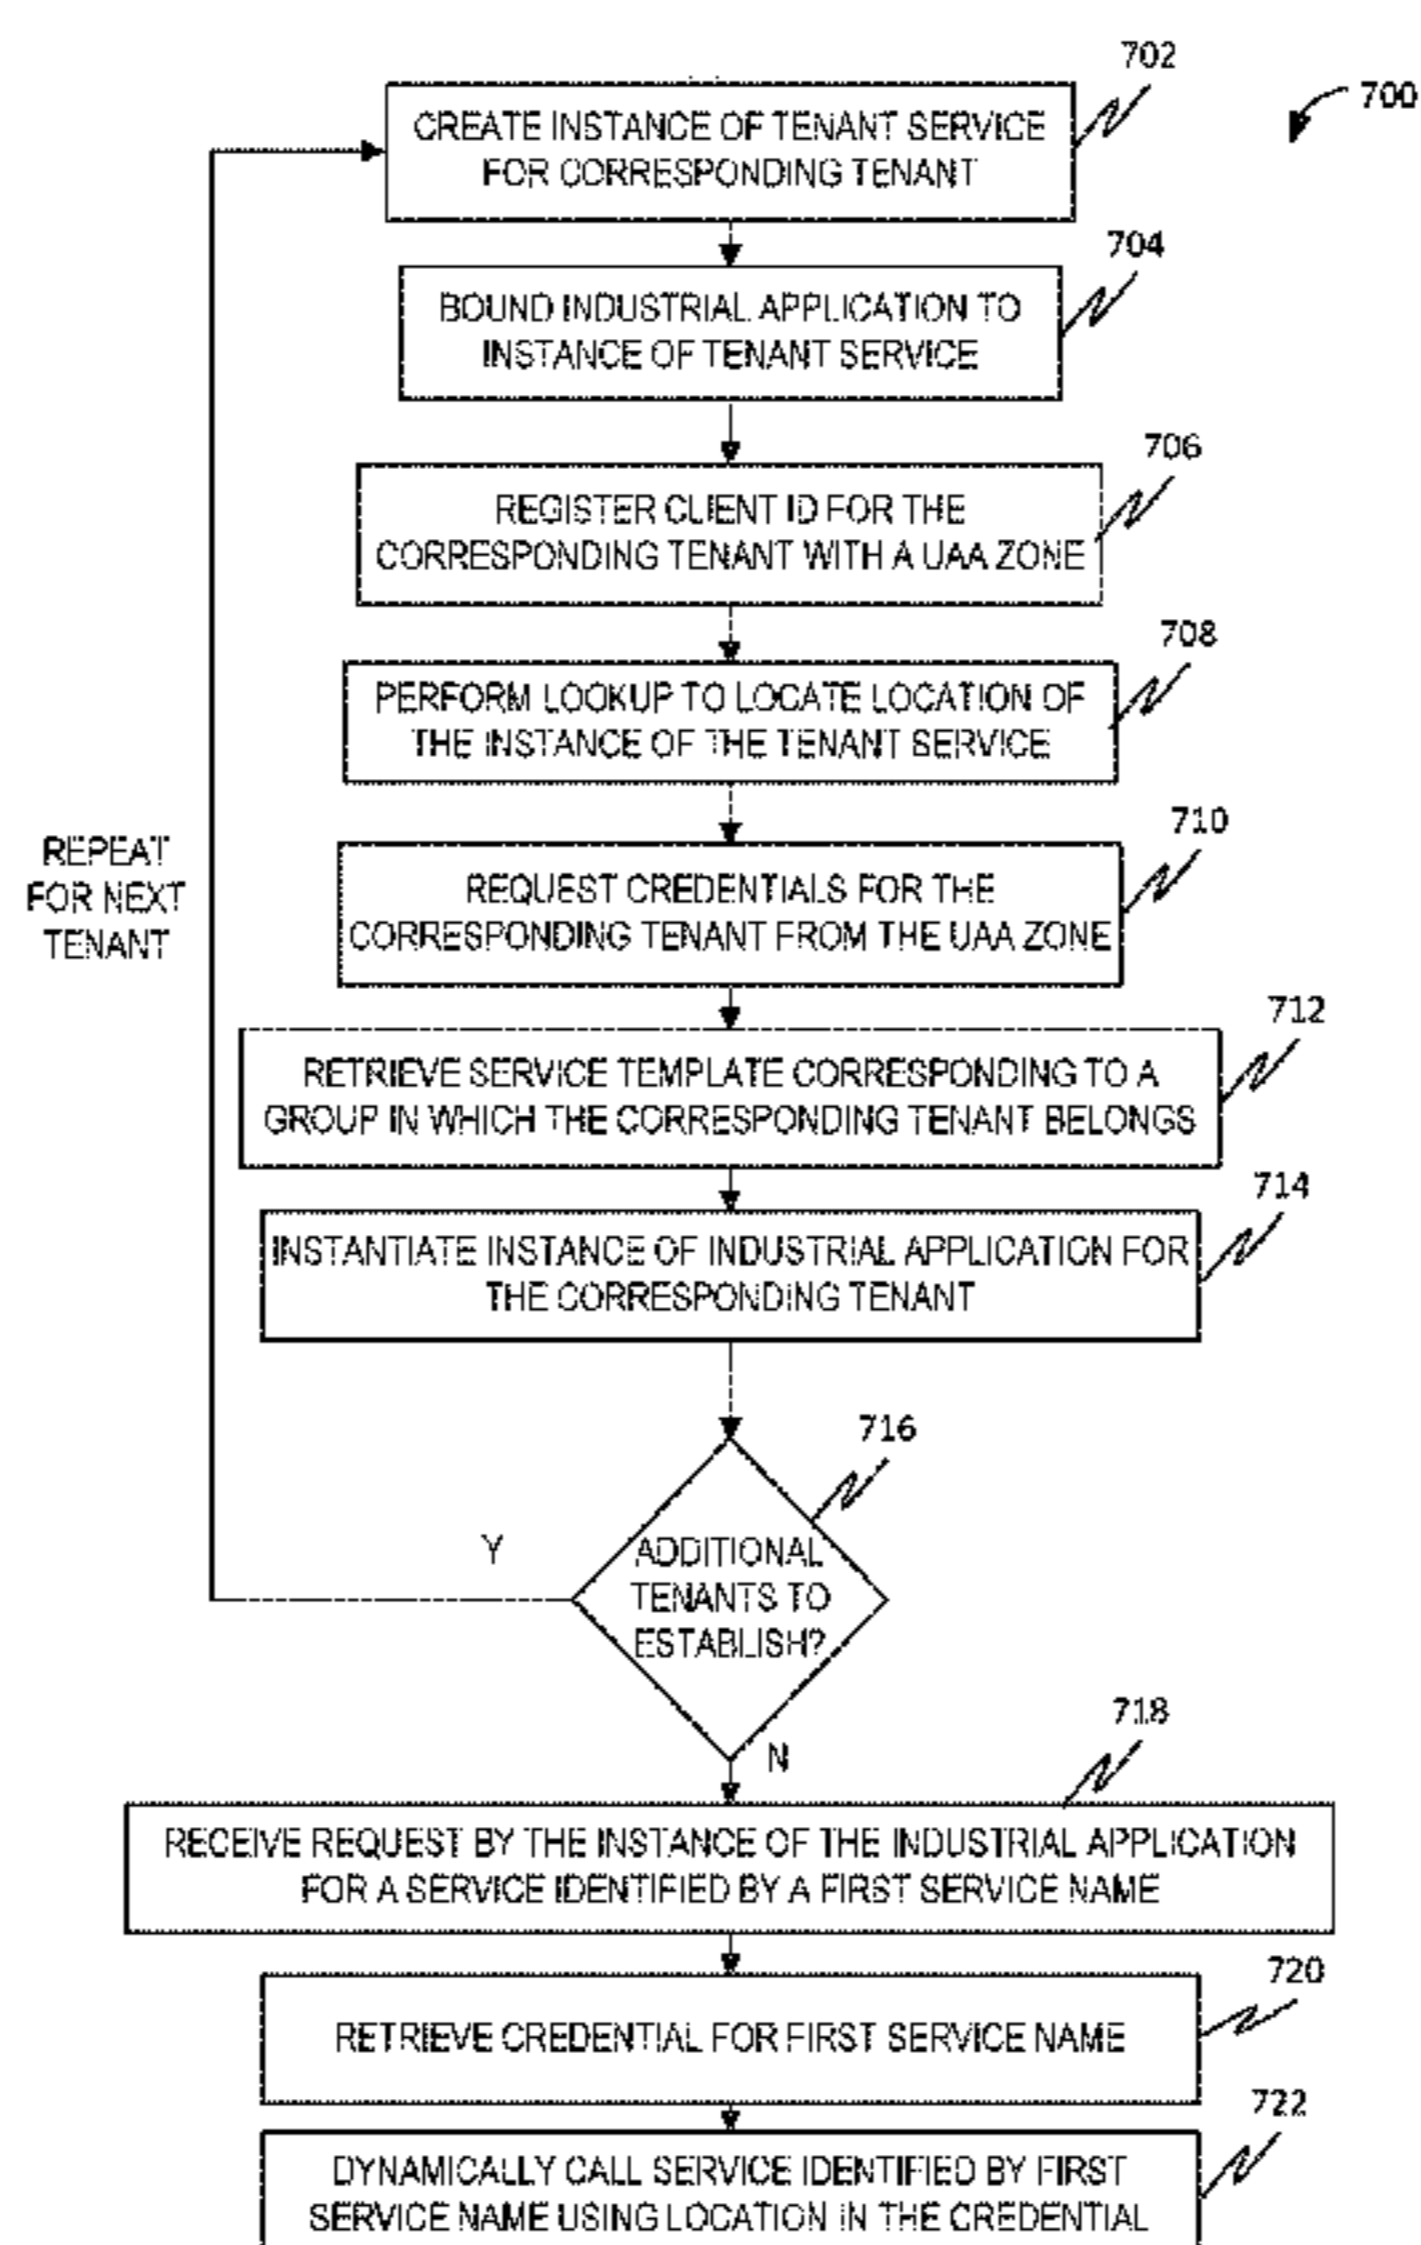 702
700
CREATE INSTANCE OF TENANT SERVICE
FOR CORRESPONDING TENANT
704
BOUND INDUSTRIAL APPLICATION TO
INSTANCE OF TENANT SERVICE
706
REGISTER CLIENT ID FOR THE
CORRESPONDING TENANT WITH A UAA ZONE
708
PERFORM LOOKUP TO LOCATE LOCATION OF
THE INSTANCE OF THE TENANT SERVICE
710
REQUEST CREDENTIALS FOR THE
CORRESPONDING TENANT FROM THE UAA ZONE
REPEAT
FOR NEXT
TENANT
712
RETRIEVE SERVICE TEMPLATE CORRESPONDING TO A
GROUP IN WHICH THE CORRESPONDING TENANT BELONGS
714
INSTANTIATE INSTANCE OF INDUSTRIAL APPLICATION FOR
THE CORRESPONDING TENANT
716
Y
ADDITIONAL
TENANTS TO
ESTABLISH?
N
718
RECEIVE REQUEST BY THE INSTANCE OF THE INDUSTRIAL APPLICATION
FOR A SERVICE IDENTIFIED BY A FIRST SERVICE NAME
720
RETRIEVE CREDENTIAL FOR FIRST SERVICE NAME
722
DYNAMICALLY CALL SERVICE IDENTIFIED BY FIRST
SERVICE NAME USING LOCATION IN THE CREDENTIAL